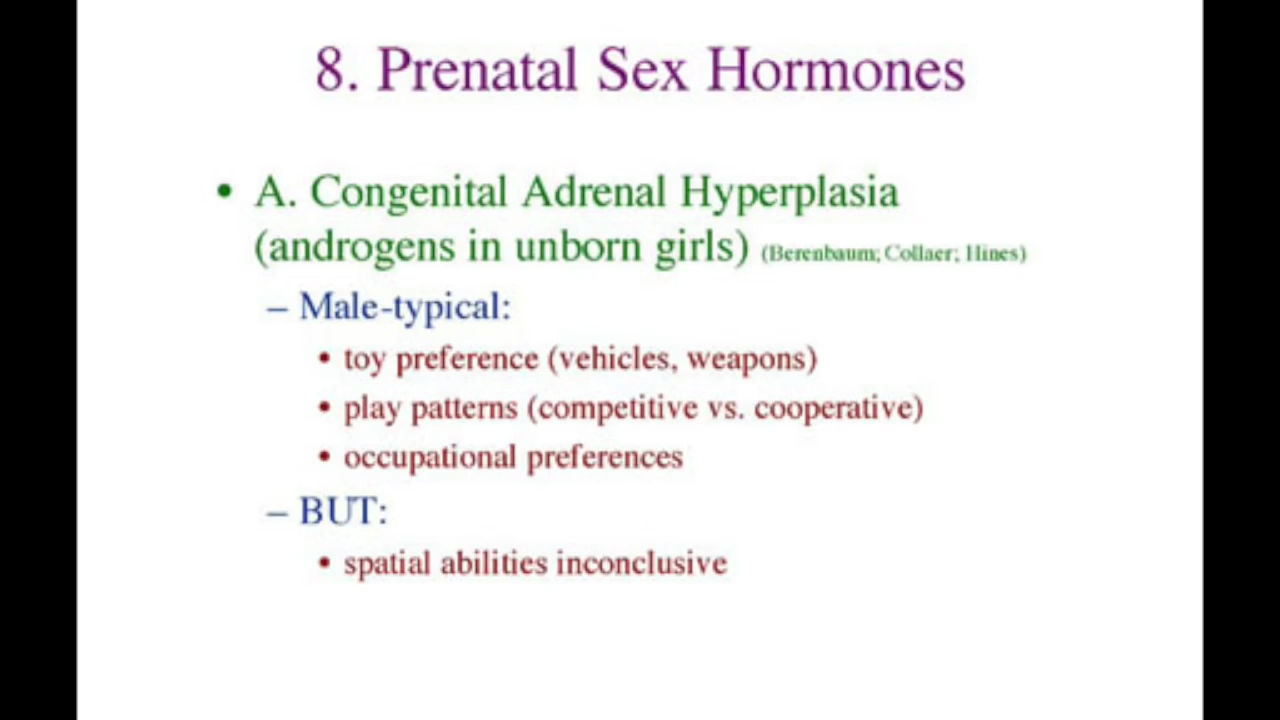 8. Prenatal Sex Hormones
• A. Congenital Adrenal Hyperplasia
(androgens in unborn girls) (Berenbaum; Collaer; Hines)
– Male-typical:
• toy preference (vehicles, weapons)
• play patterns (competitive vs. cooperative)
• occupational preferences
– BUT:
• spatial abilities inconclusive